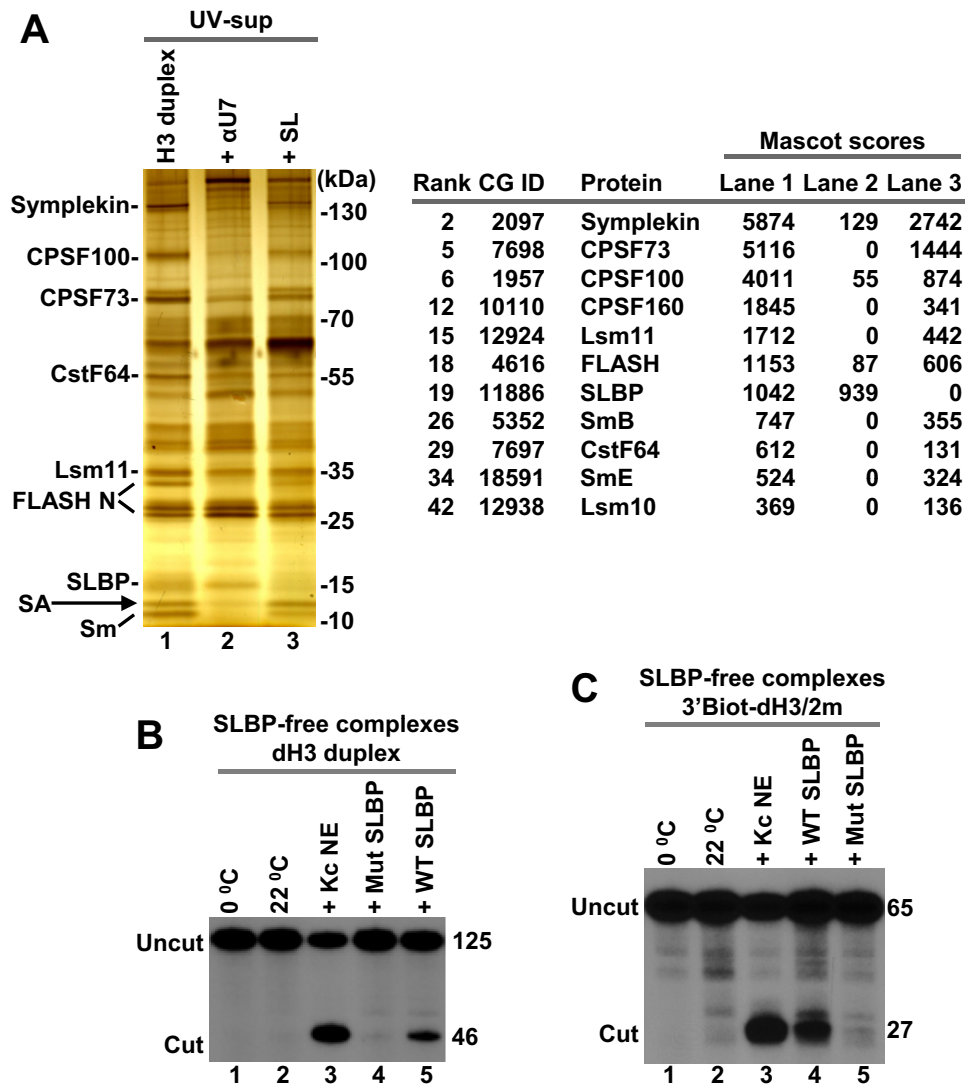 A
UV-sup
H3 duplex
+ αU7
+ SL
(kDa)
Symplekin-
CPSF100-
CPSF73-
CstF64-
Lsm11-
FLASH N
SLBP-
SA
Sm
-130
-100
-70
-55
-35
-25
-15
-10
1 2 3
Mascot scores
Rank CG ID Protein Lane 1 Lane 2 Lane 3
2 2097 Symplekin 5874 129 2742
5 7698 CPSF73 5116 0 1444
6 1957 CPSF100 4011 55 874
12 10110 CPSF160 1845 0 341
15 12924 Lsm11 1712 0 442
18 4616 FLASH 1153 87 606
19 11886 SLBP 1042 939 0
26 5352 SmB 747 0 355
29 7697 CstF64 612 0 131
34 18591 SmE 524 0 324
42 12938 Lsm10 369 0 136
B
SLBP-free complexes
dH3 duplex
0 ⁰C
22 ⁰C
+ Kc NE
+ Mut SLBP
+ WT SLBP
Uncut
125
Cut
46
1 2 3 4 5
C
SLBP-free complexes
3'Biot-dH3/2m
0 ⁰C
22 ⁰C
+ Kc NE
+ WT SLBP
+ Mut SLBP
Uncut
65
Cut
27
1 2 3 4 5